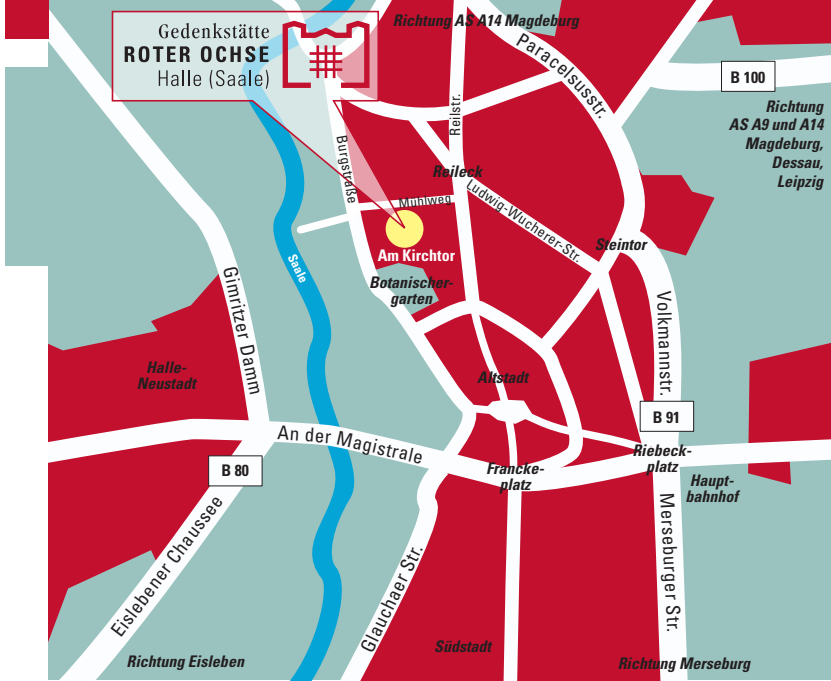 Gedenkstätte
ROTER OCHSE
Halle (Saale)
Richtung AS A14 Magdeburg
Paracelsusstr.
B 100
Richtung
AS A9 und A14
Magdeburg,
Dessau,
Leipzig
Reilstr.
Burgstraße
Reileck
Mühlweg
Ludwig-Wucherer-Str.
Am Kirchtor
Steintor
Saale
Botanischer-
garten
Gimritzer Damm
Volkmannstr.
Halle-
Neustadt
Altstadt
B 91
An der Magistrale
B 80
Francke-
platz
Riebeck-
platz
Haupt-
bahnhof
Eislebener Chaussee
Glauchaer Str.
Merseburger Str.
Südstadt
Richtung Eisleben
Richtung Merseburg